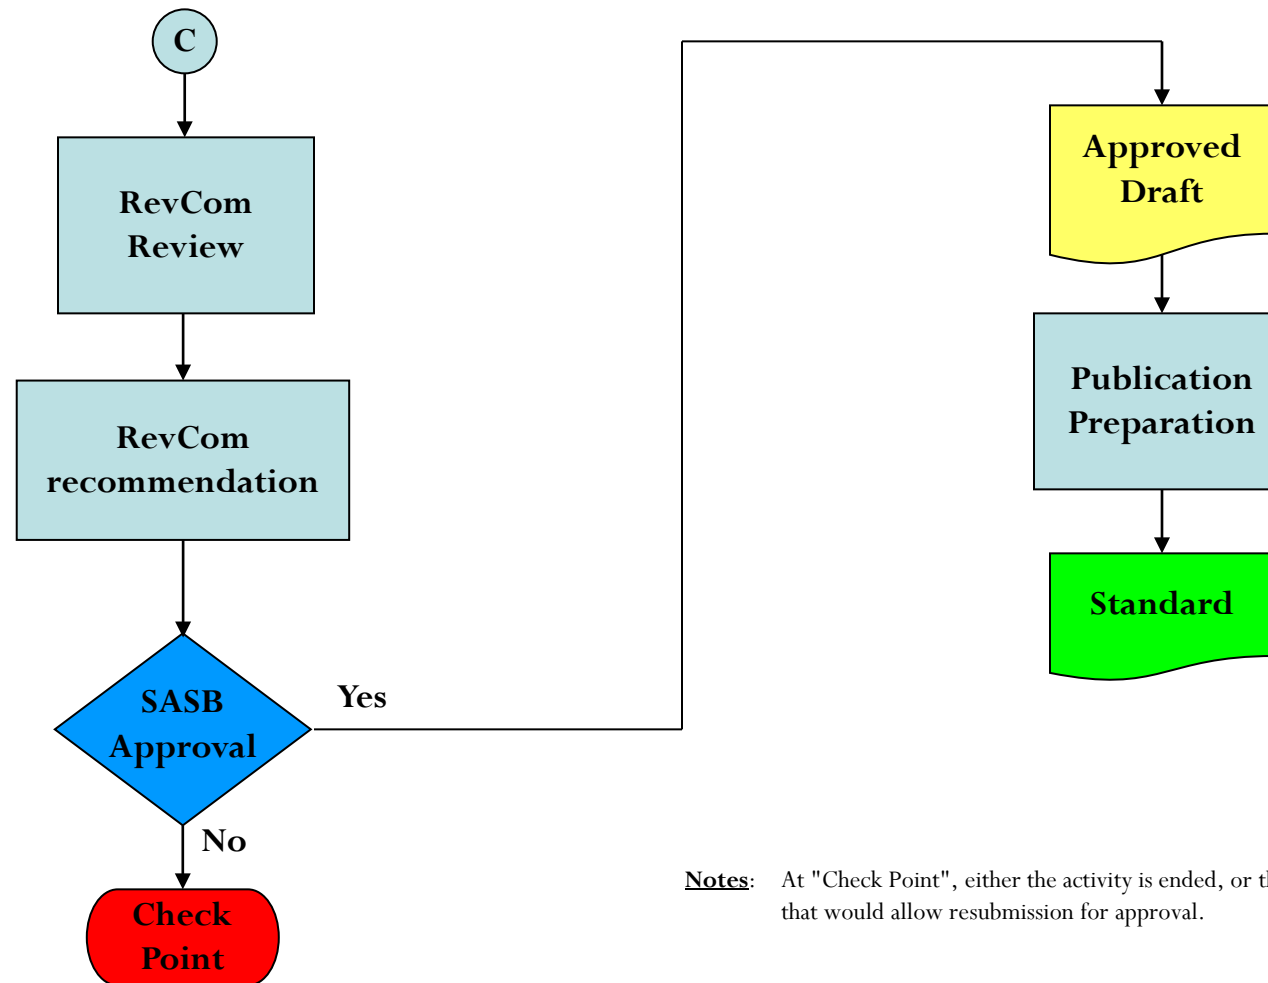 C
RevCom
Review
RevCom
recommendation
SASB
Approval
Yes
No
Check
Point
Approved
Draft
Publication
Preparation
Standard
Notes: At "Check Point", either the activity is ended, or
that would allow resubmission for approval.